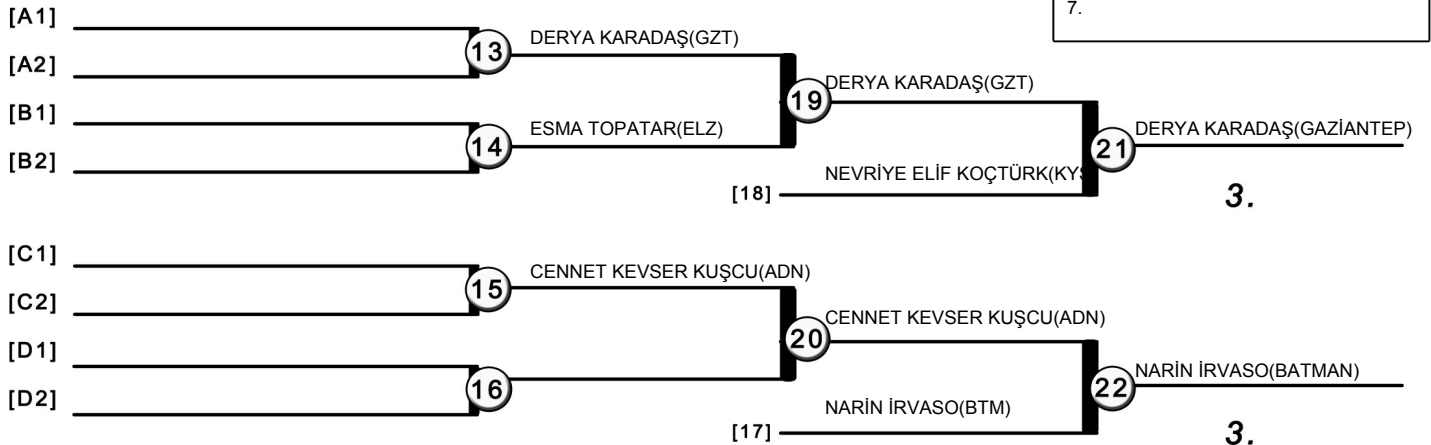 7.
[A1]
13
DERYA KARADAŞ(GZT)
[A2]
19
DERYA KARADAŞ(GZT)
[B1]
14
ESMA TOPATAR(ELZ)
21
DERYA KARADAŞ(GAZİANTEP)
[B2]
NEVRİYE ELİF KOÇTÜRK(KYS
[18]
3.
[C1]
15
CENNET KEVSER KUŞCU(ADN)
[C2]
20
CENNET KEVSER KUŞCU(ADN)
[D1]
16
22
NARİN İRVASO(BATMAN)
[D2]
NARİN İRVASO(BTM)
[17]
3.